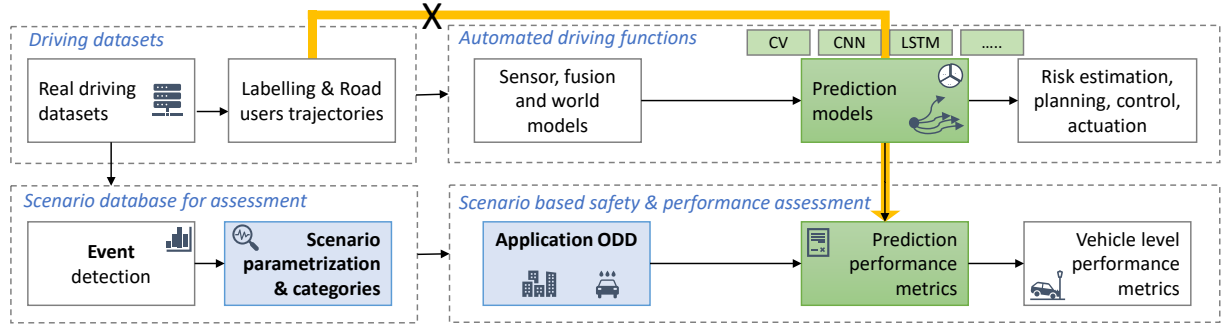 X
Driving datasets
Real driving
datasets
Labelling & Road
users trajectories
Automated driving functions
CV
CNN
LSTM
.....
Sensor, fusion
and world
models
Prediction
models
Risk estimation,
planning, control,
actuation
Scenario database for assessment
Event
detection
Scenario
parametrization
& categories
Scenario based safety & performance assessment
Application ODD
Prediction
performance
metrics
Vehicle level
performance
metrics